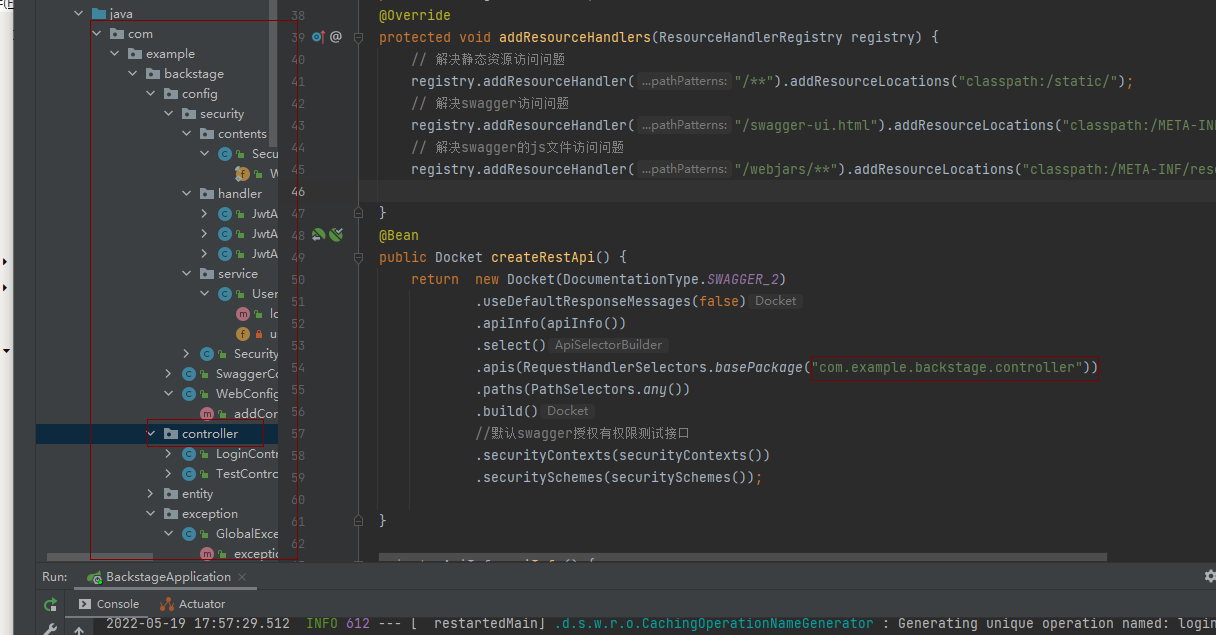 java
com
example
backstage
config
security
contents
Secu
W
handler
JwtA
JwtA
JwtA
service
User
lo
u
Security
SwaggerCo
WebConfig
addCor
controller
LoginContr
TestContro
entity
exception
GlobalExce
exceptio
38 @Override
39 @ protected void addResourceHandlers(ResourceHandlerRegistry registry) {
40 // 解决静态资源访问问题
41 registry.addResourceHandler( ...pathPatterns: "/**").addResourceLocations("classpath:/static/");
42 // 解决swagger访问问题
43 registry.addResourceHandler( ...pathPatterns: "/swagger-ui.html").addResourceLocations("classpath:/META-IN
44 // 解决swagger的js文件访问问题
45 registry.addResourceHandler( ...pathPatterns: "/webjars/**").addResourceLocations("classpath:/META-INF/reso
46
47 }
48 @Bean
49 public Docket createRestApi() {
50 return new Docket(DocumentationType.SWAGGER_2)
51 .useDefaultResponseMessages(false) Docket
52 .apiInfo(apiInfo())
53 .select() ApiSelectorBuilder
54 .apis(RequestHandlerSelectors.basePackage("com.example.backstage.controller"))
55 .paths(PathSelectors.any())
56 .build() Docket
57 //默认swagger授权有权限测试接口
58 .securityContexts(securityContexts())
59 .securitySchemes(securitySchemes());
60
61 }
62
Run: BackstageApplication ×
Console Actuator
2022-05-19 17:57:29.512 INFO 612 --- [ restartedMain] .d.s.w.r.o.CachingOperationNameGenerator : Generating unique operation named: login